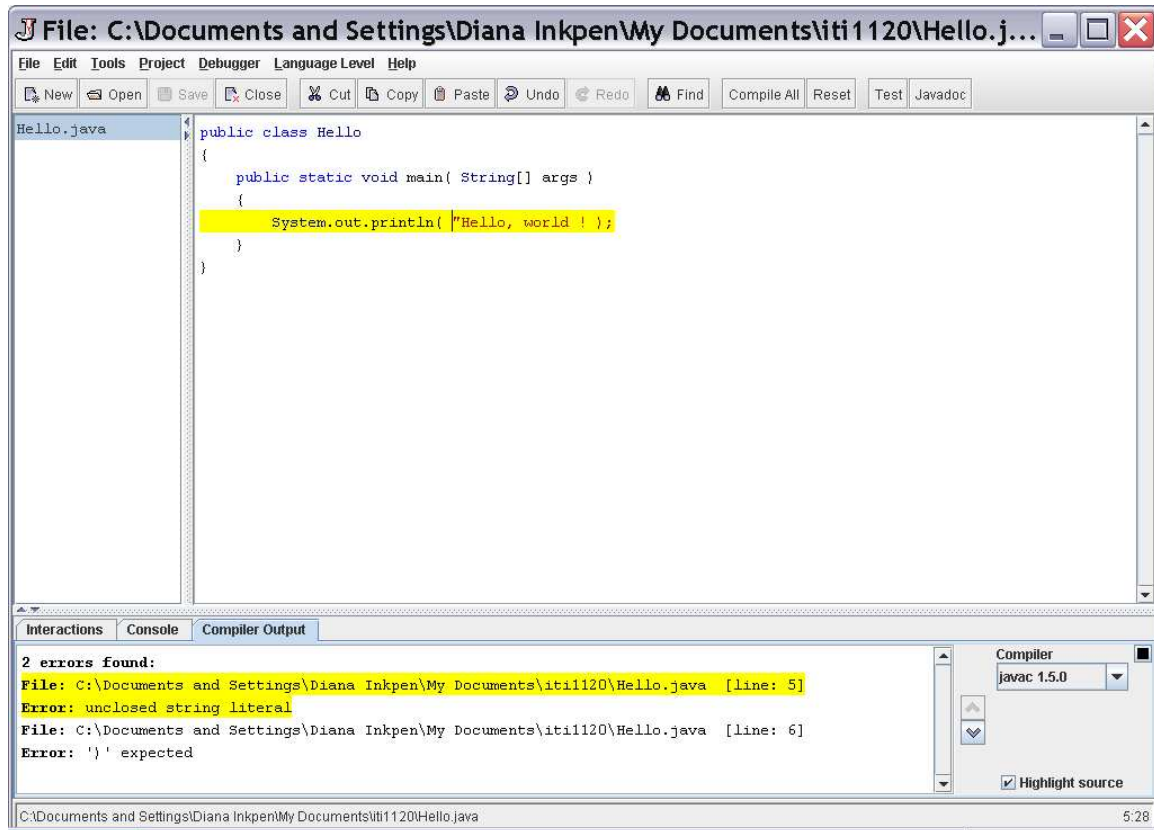 File: C:\Documents and Settings\Diana Inkpen\My Documents\iti1120\Hello.j...
File Edit Tools Project Debugger Language Level Help
New Open Save Close Cut Copy Paste Undo Redo Find Compile All Reset Test Javadoc
Hello.java
public class Hello
{
public static void main( String[] args )
{
System.out.println( "Hello, world ! );
}
}
Interactions Console Compiler Output
2 errors found:
File: C:\Documents and Settings\Diana Inkpen\My Documents\iti1120\Hello.java [line: 5]
Error: unclosed string literal
File: C:\Documents and Settings\Diana Inkpen\My Documents\iti1120\Hello.java [line: 6]
Error: ')' expected
Compiler
javac 1.5.0
Highlight source
C:\Documents and Settings\Diana Inkpen\My Documents\iti1120\Hello.java 5:28